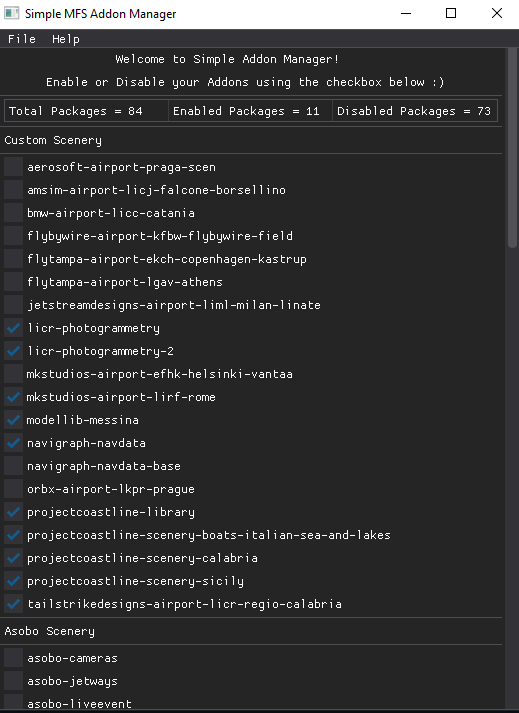 Simple MFS Addon Manager
File Help
Welcome to Simple Addon Manager!
Enable or Disable your Addons using the checkbox below :)
Total Packages = 84 Enabled Packages = 11 Disabled Packages = 73
Custom Scenery
aerosoft-airport-praga-scen
amsim-airport-licj-falcone-borsellino
bmw-airport-licc-catania
flybywire-airport-kfbw-flybywire-field
flytampa-airport-ekch-copenhagen-kastrup
flytampa-airport-lgav-athens
jetstreamdesigns-airport-liml-milan-linate
licr-photogrammetry
licr-photogrammetry-2
mkstudios-airport-efhk-helsinki-vantaa
mkstudios-airport-lirf-rome
modellib-messina
navigraph-navdata
navigraph-navdata-base
orbx-airport-lkpr-prague
projectcoastline-library
projectcoastline-scenery-boats-italian-sea-and-lakes
projectcoastline-scenery-calabria
projectcoastline-scenery-sicily
tailstrikedesigns-airport-licr-regio-calabria
Asobo Scenery
asobo-cameras
asobo-jetways
asobo-liveevent